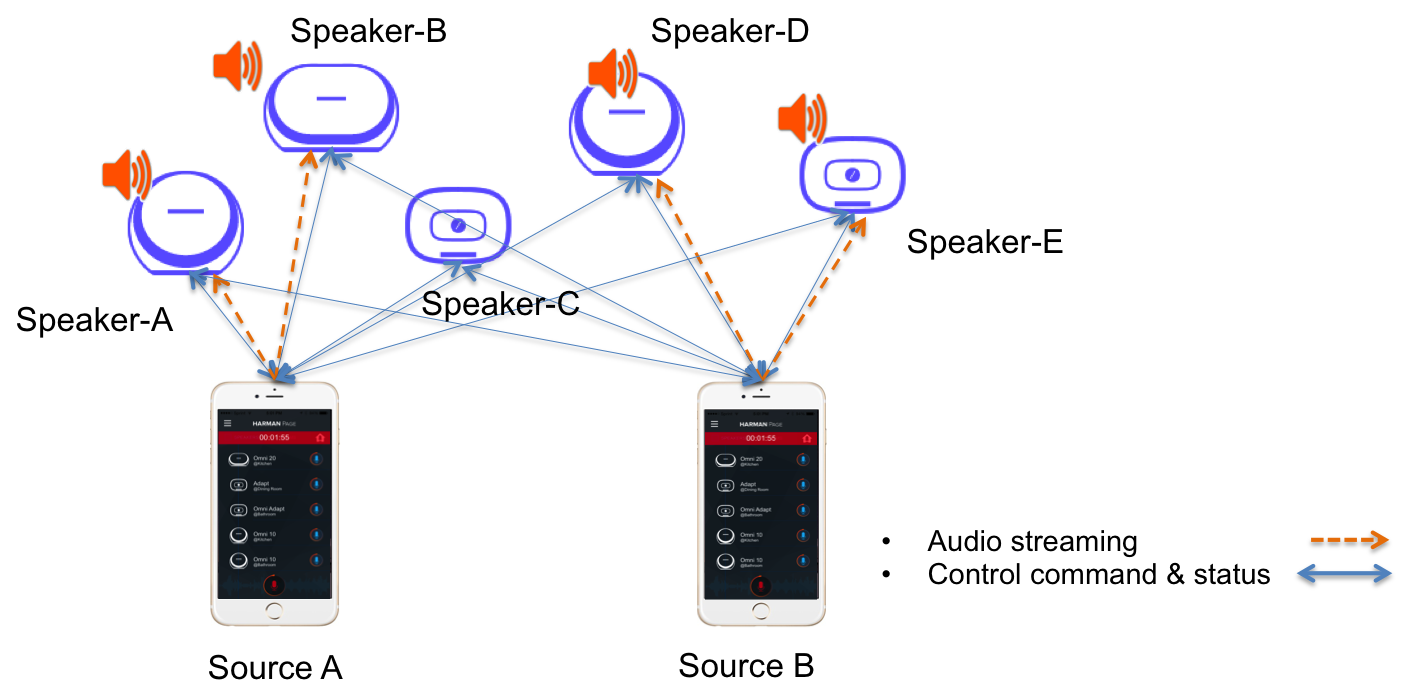 Speaker-B
Speaker-D
Speaker-E
Speaker-C
Speaker-A
HARMAN PAGE
00:01:55
Omni 20
@Kitchen
Adapt
@Dining Room
Omni Adapt
@Bathroom
Omni 10
@Kitchen
Omni 10
@Bathroom
HARMAN PAGE
00:01:55
Omni 20
@Kitchen
Adapt
@Dining Room
Omni Adapt
@Bathroom
Omni 10
@Kitchen
Omni 10
@Bathroom
• Audio streaming
• Control command & status
Source A
Source B